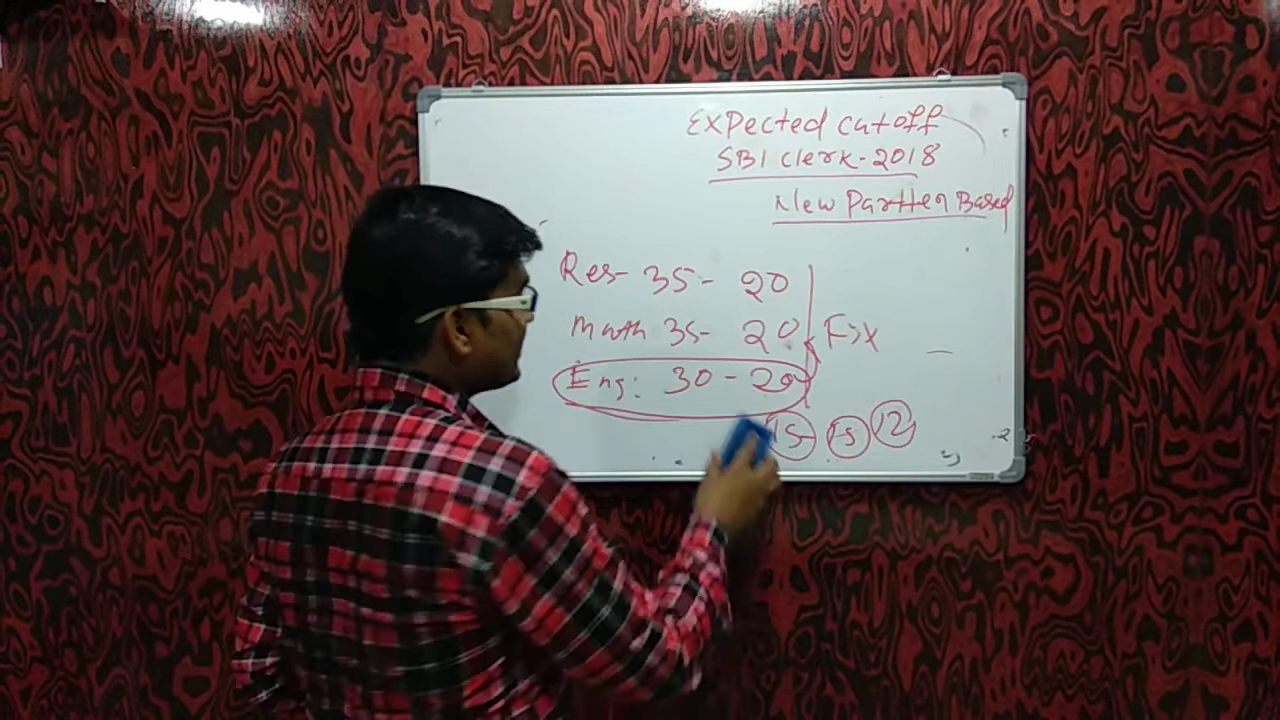 Expected cutoff
SBI Clerk-2018
New Partten Based
Res- 35- 20
Math 35- 20 Fix
Eng: 30 - 20
15 15 12